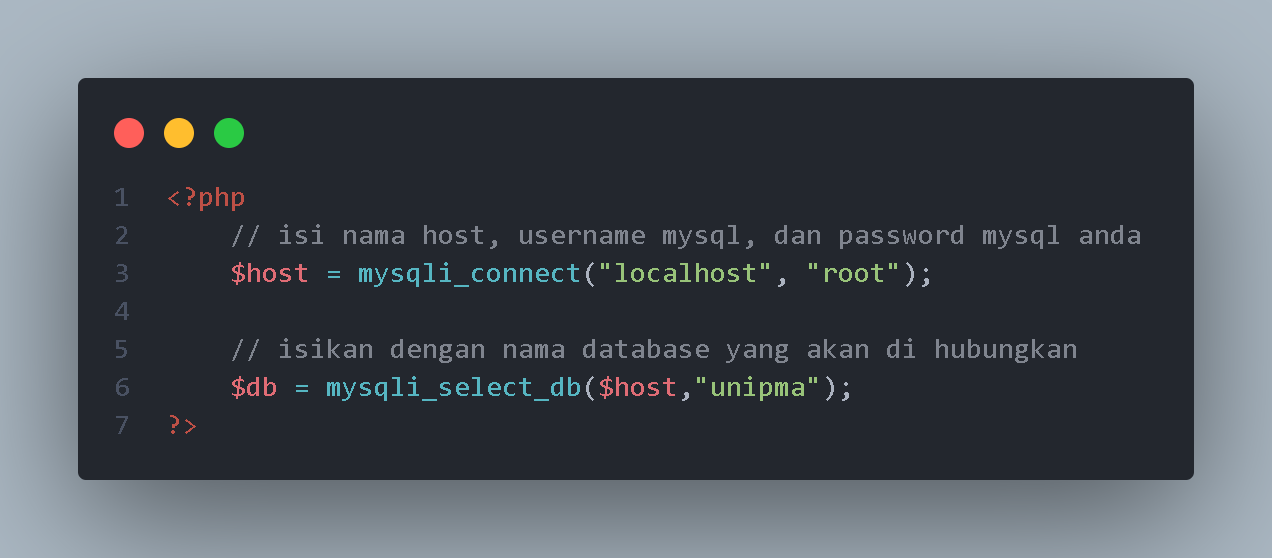 1 <?php
2 // isi nama host, username mysql, dan password mysql anda
3 $host = mysqli_connect("localhost", "root");
4
5 // isikan dengan nama database yang akan di hubungkan
6 $db = mysqli_select_db($host,"unipma");
7 ?>